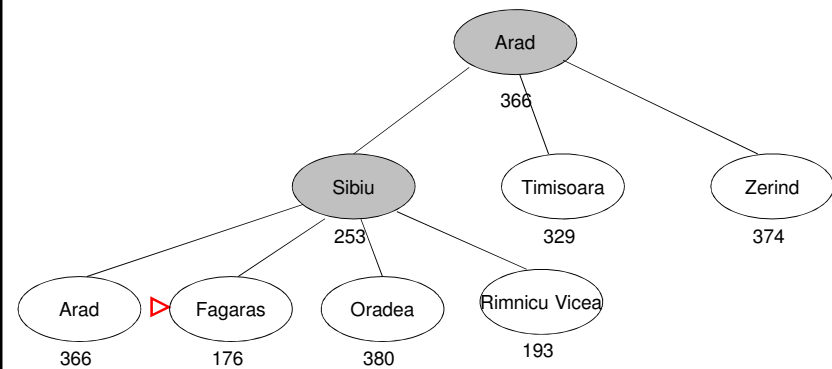 Arad
366
Sibiu
Timisoara
Zerind
253
329
374
Arad
Fagaras
Oradea
Rimnicu Vicea
366
176
380
193